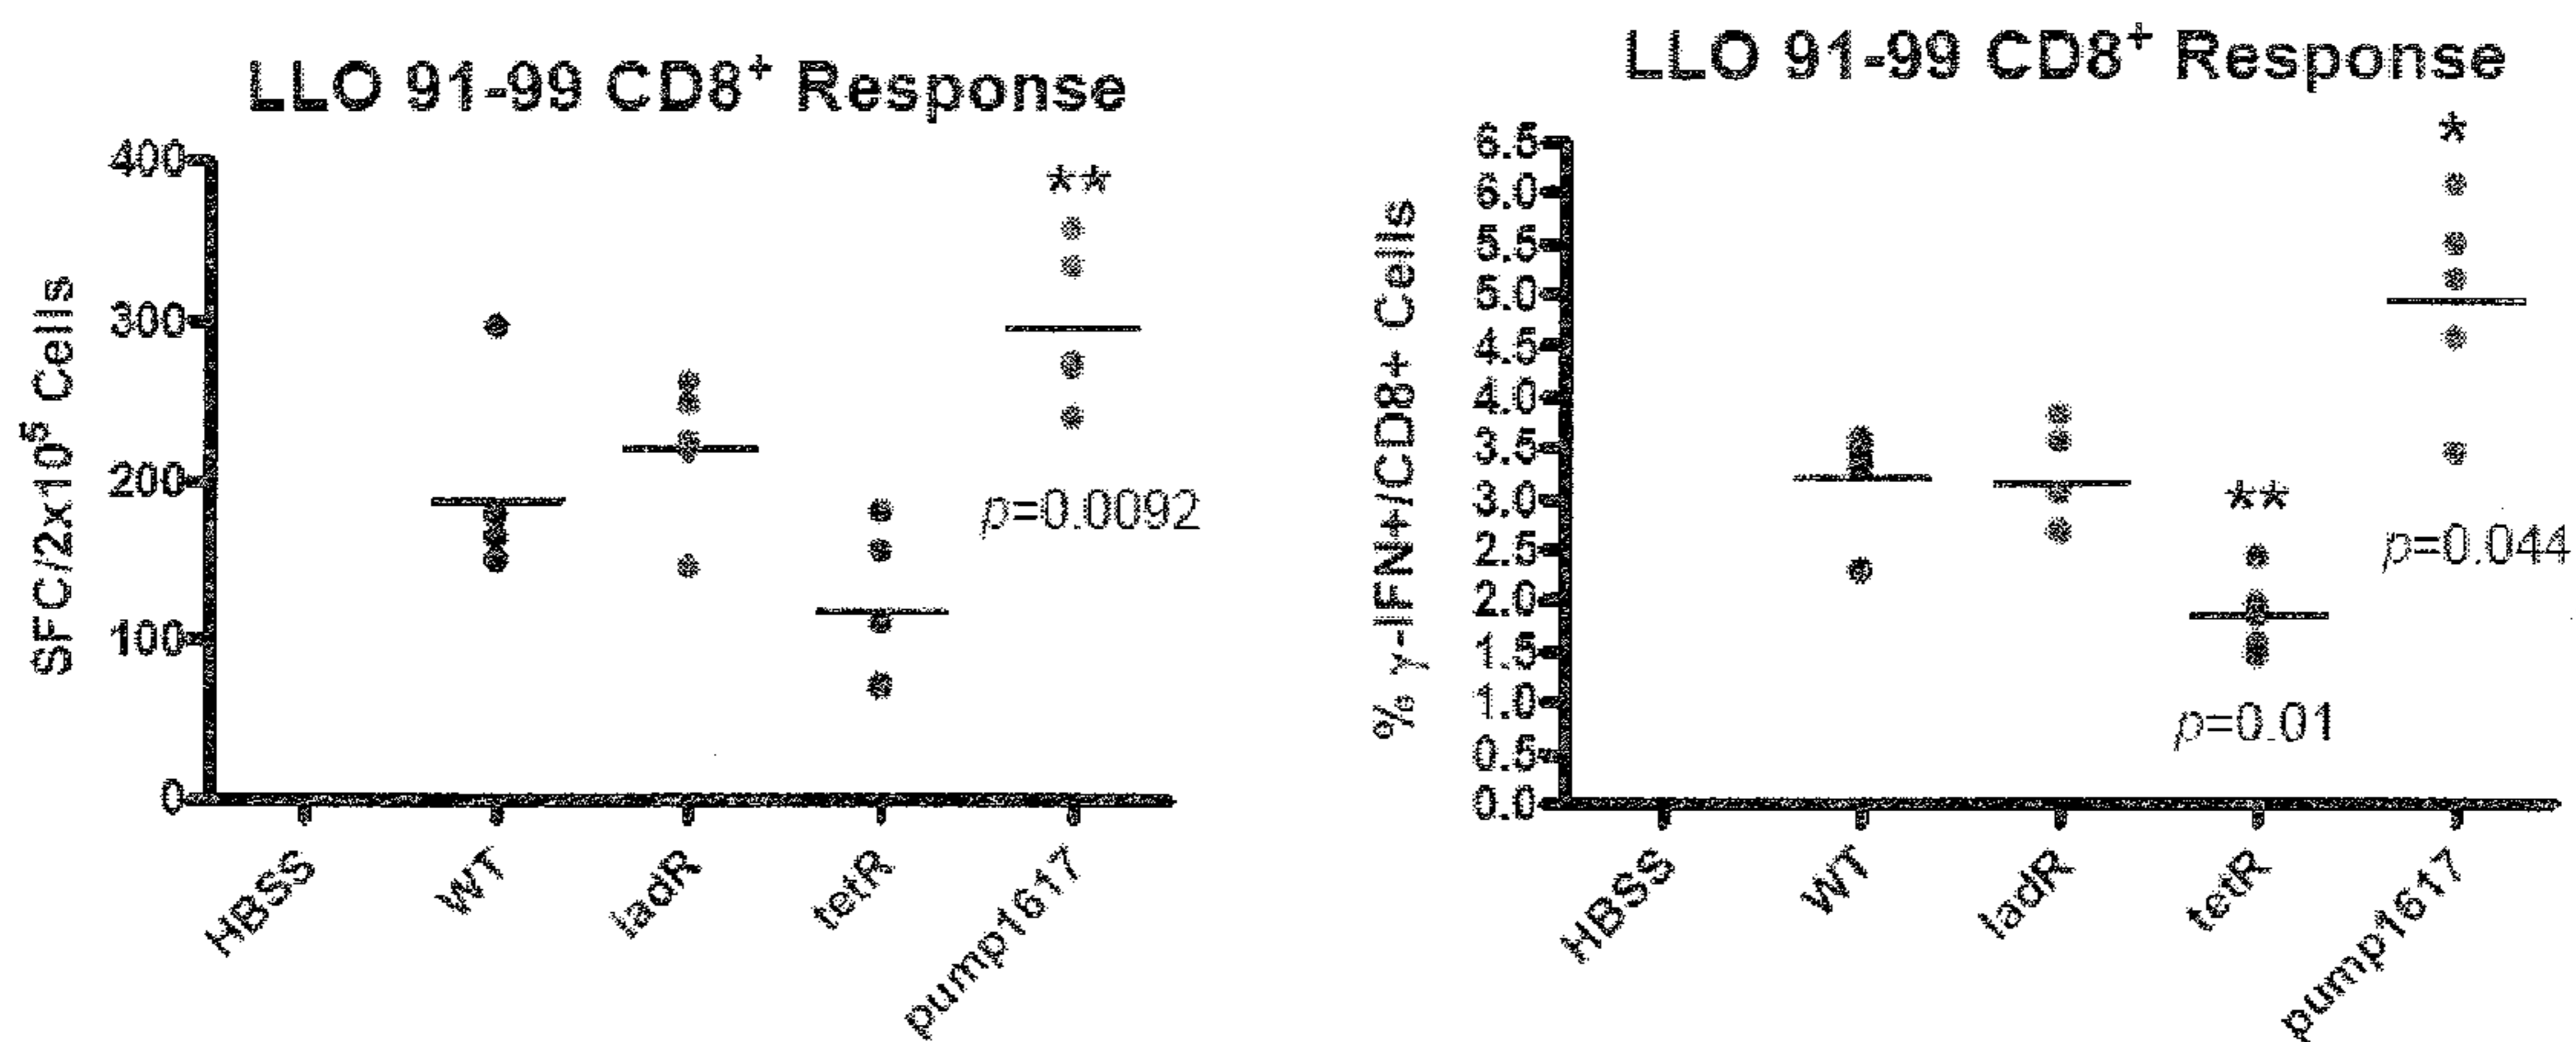 LLO 91-99 CD8+ Response
SFC/2x10⁵ Cells
400
300
200
100
0
**
p=0.0092
HBSS
WT
ladR
tetR
pump1617
LLO 91-99 CD8+ Response
% γ-IFN+/CD8+ Cells
6.5
6.0
5.5
5.0
4.5
4.0
3.5
3.0
2.5
2.0
1.5
1.0
0.5
0.0
*
**
p=0.044
p=0.01
HBSS
WT
ladR
tetR
pump1617